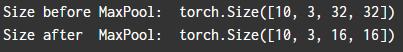 Size before MaxPool:  torch.Size([10, 3, 32, 32])
Size after  MaxPool:  torch.Size([10, 3, 16, 16])